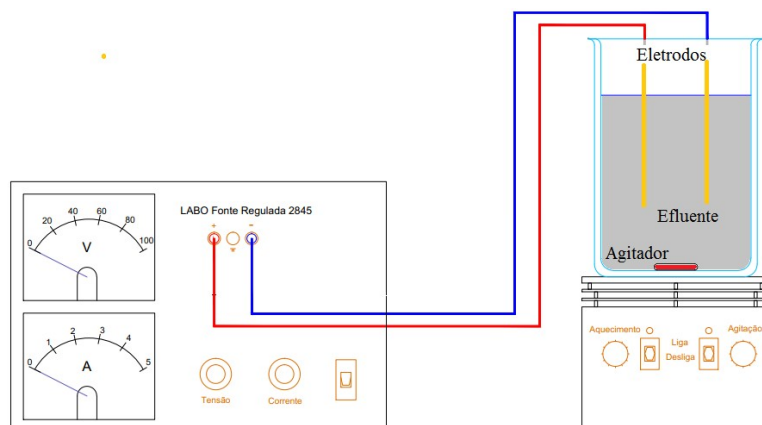 Eletrodos
LABO Fonte Regulada 2845
+ -
0 20 40 60 80 100
V
Efluente
Agitador
0 1 2 3 4 5
A
Tensão Corrente
Aquecimento Liga Agitação
Desliga